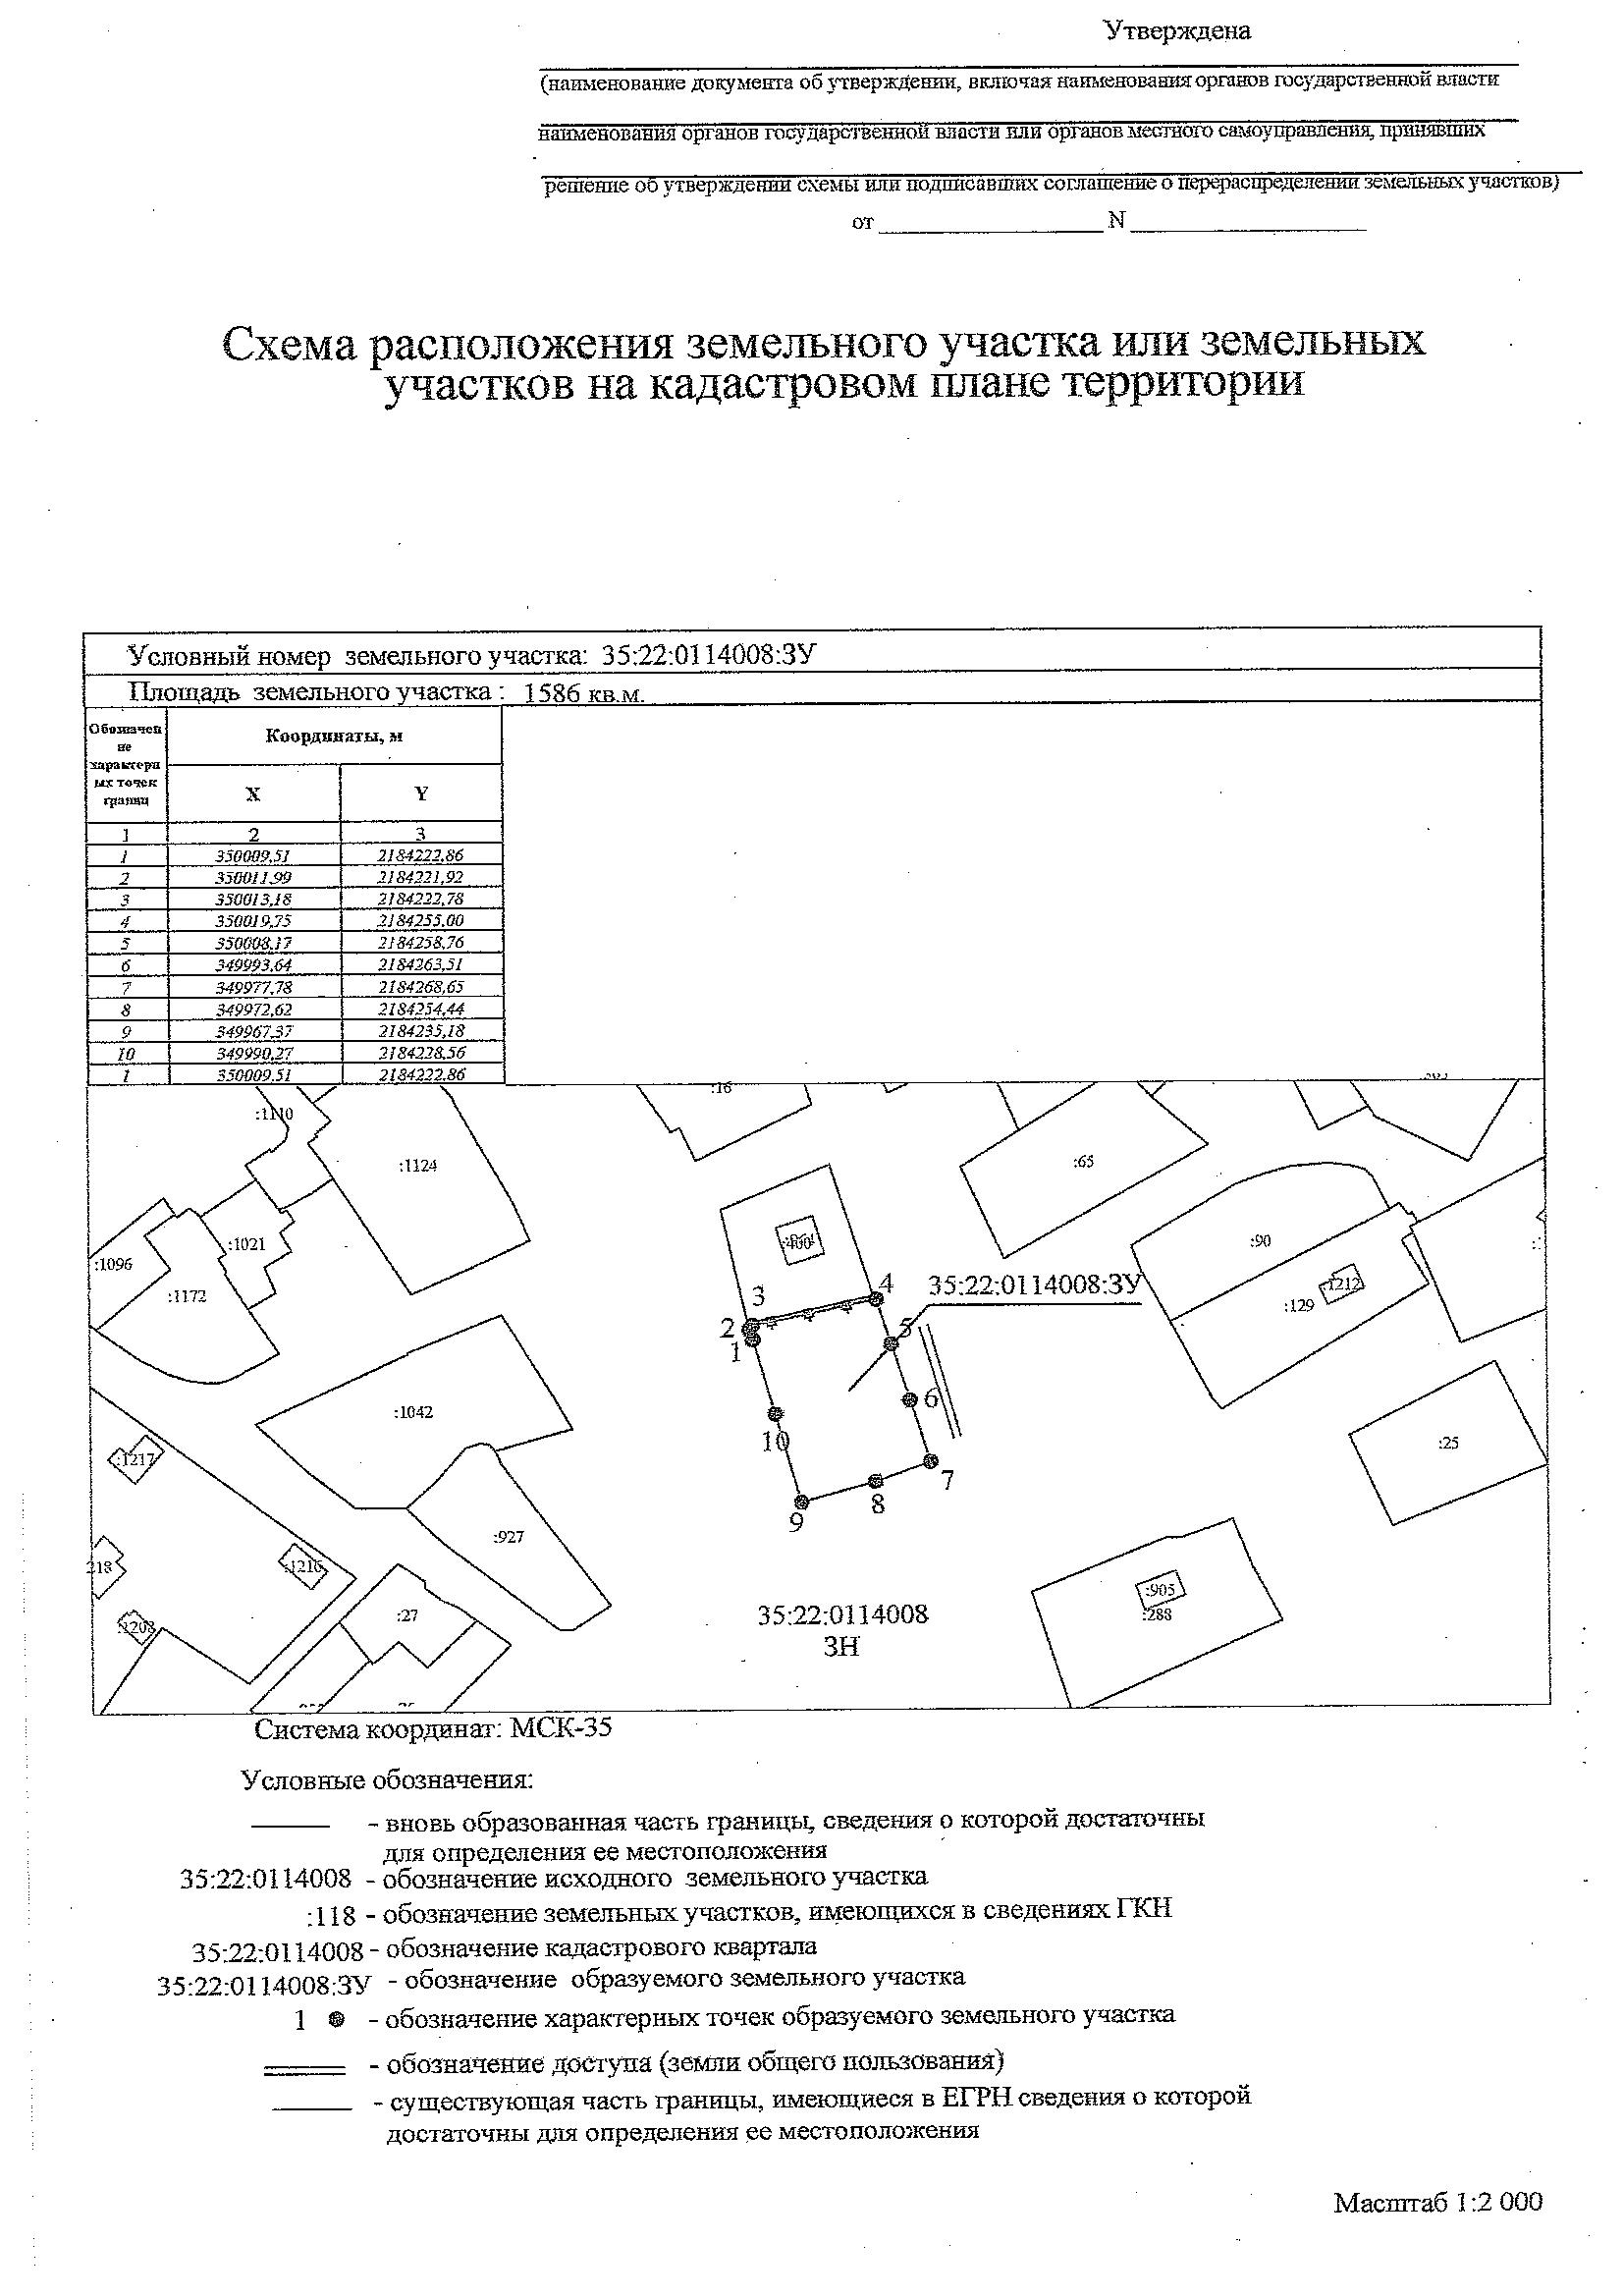 Утверждена
(наименование документа об утверждении, включая наименования органов государственной власти
наименования органов государственной власти или органов местного самоуправления, принявших
решение об утверждении схемы или подписавших соглашение о перераспределении земельных участков)
от N
Схема расположения земельного участка или земельных
участков на кадастровом плане территории
Условный номер земельного участка: 35:22:0114008:ЗУ
Площадь земельного участка : 1586 кв.м.
Обозначен
ие
характерн
ых точек
границ
Координаты, м
X Y
1 2 3
1 350009,51 2184222,86
2 350011,99 2184221,92
3 350013,18 2184222,78
4 350019,75 2184255,00
5 350008,17 2184258,76
6 349993,64 2184263,51
7 349977,78 2184268,65
8 349972,62 2184254,44
9 349967,37 2184235,18
10 349990,27 2184228,56
1 350009,51 2184222,86
:16
:1110
:1124
:65
:1021
:400
:90
:1096
:1172
35:22:0114008:ЗУ
:1212
:129
3
4
2
1
5
6
10
7
8
9
:1042
:25
:1217
:927
218
:1216
:905
:288
:27
:1208
35:22:0114008
ЗН
Система координат: МСК-35
Условные обозначения:
- вновь образованная часть границы, сведения о которой достаточны
для определения ее местоположения
35:22:0114008 - обозначение исходного земельного участка
:118 - обозначение земельных участков, имеющихся в сведениях ГКН
35:22:0114008 - обозначение кадастрового квартала
35:22:0114008:ЗУ - обозначение образуемого земельного участка
1 - обозначение характерных точек образуемого земельного участка
- обозначение доступа (земли общего пользования)
- существующая часть границы, имеющиеся в ЕГРН сведения о которой
достаточны для определения ее местоположения
Масштаб 1:2 000